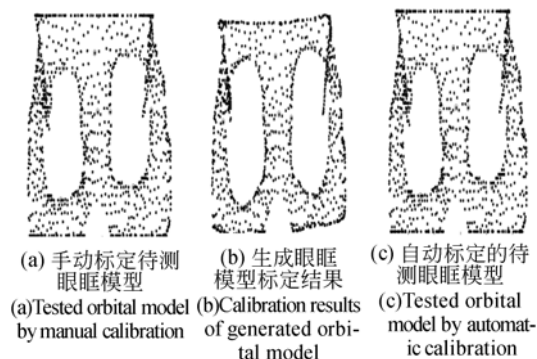 (a) 手动标定待测
眼眶模型
(a)Tested orbital model
by manual calibration
(b) 生成眼眶
模型标定结果
(b)Calibration results
of generated orbi-
tal model
(c) 自动标定的待
测眼眶模型
(c)Tested orbital
model by automat-
ic calibration